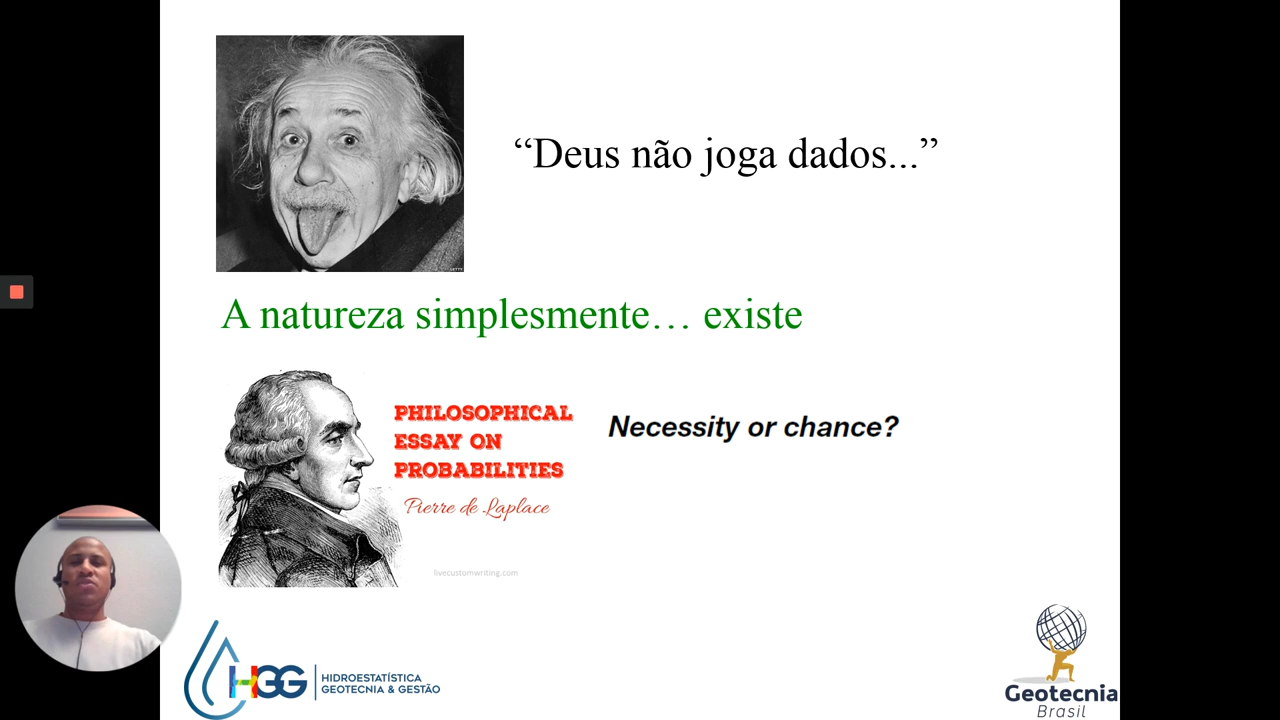 “Deus não joga dados...”
A natureza simplesmente… existe
PHILOSOPHICAL
ESSAY ON
PROBABILITIES
Pierre de Laplace
Necessity or chance?
livecustomwriting.com
HGG
HIDROESTATÍSTICA
GEOTECNIA & GESTÃO
Geotecnia
Brasil